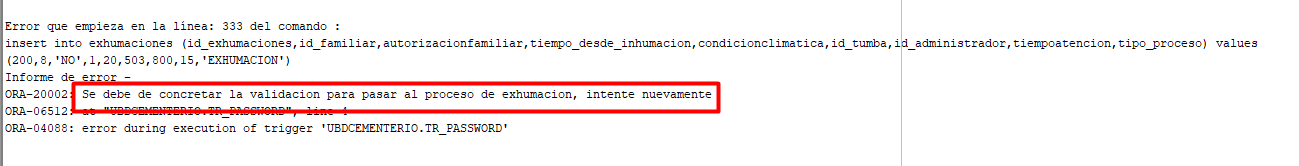 Error que empieza en la línea: 333 del comando :
insert into exhumaciones (id_exhumaciones,id_familiar,autorizacionfamiliar,tiempo_desde_inhumacion,condicionclimatica,id_tumba,id_administrador,tiempoatencion,tipo_proceso) values
(200,8,'NO',1,20,503,800,15,'EXHUMACION')
Informe de error -
ORA-20002: Se debe de concretar la validacion para pasar al proceso de exhumacion, intente nuevamente
ORA-06512: at "UBDCEMENTERIO.TR_PASSWORD", line 4
ORA-04088: error during execution of trigger 'UBDCEMENTERIO.TR_PASSWORD'